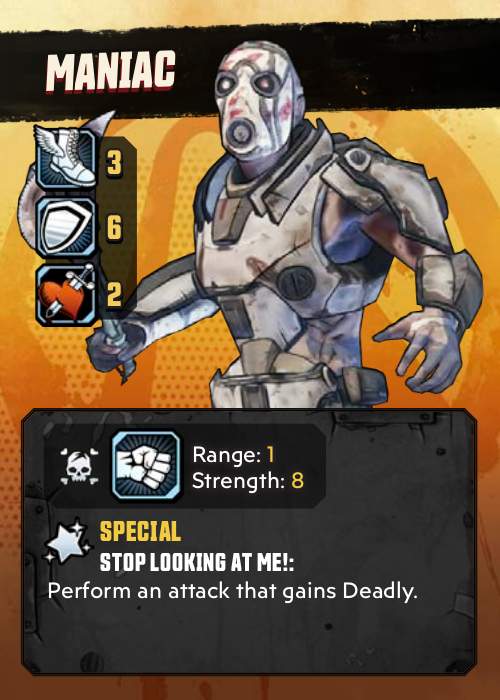 MANIAC
3
6
2
Range: 1
Strength: 8
SPECIAL
STOP LOOKING AT ME!:
Perform an attack that gains Deadly.